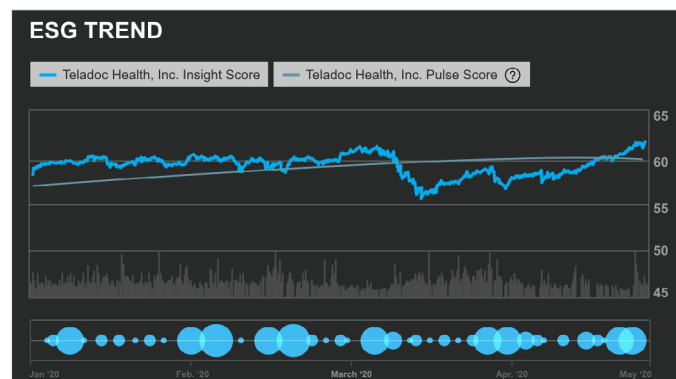 ESG TREND
Teladoc Health, Inc. Insight Score
Teladoc Health, Inc. Pulse Score ?
65
60
55
50
45
Jan '20 Feb. '20 March '20 Apr. '20 May '20